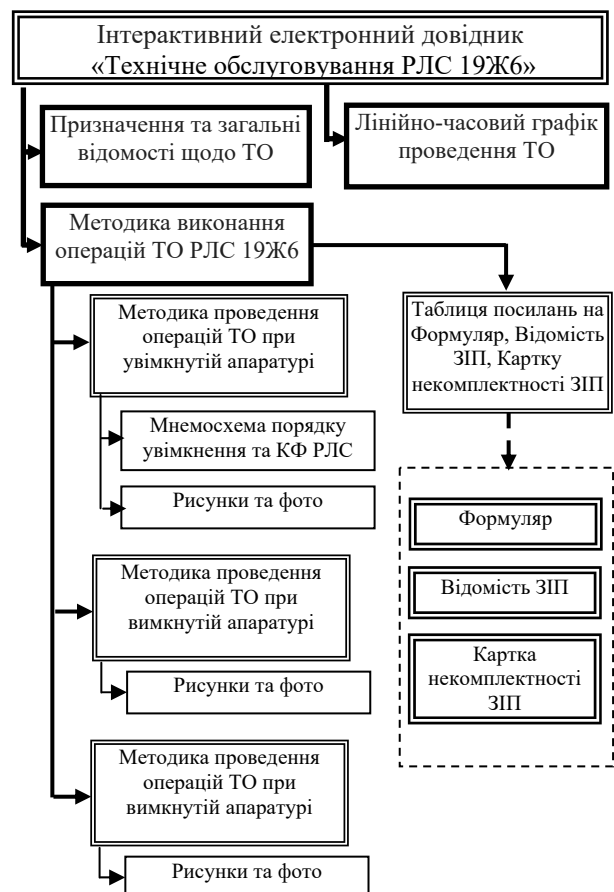 Інтерактивний електронний довідник
«Технічне обслуговування РЛС 19Ж6»
Призначення та загальні
відомості щодо ТО
Лінійно-часовий графік
проведення ТО
Методика виконання
операцій ТО РЛС 19Ж6
Методика проведення
операцій ТО при
увімкнутій апаратурі
Мнемосхема порядку
увімкнення та КФ РЛС
Рисунки та фото
Методика проведення
операцій ТО при
вимкнутій апаратурі
Рисунки та фото
Методика проведення
операцій ТО при
вимкнутій апаратурі
Рисунки та фото
Таблиця посилань на
Формуляр, Відомість
ЗІП, Картку
некомплектності ЗІП
Формуляр
Відомість ЗІП
Картка
некомплектності
ЗІП